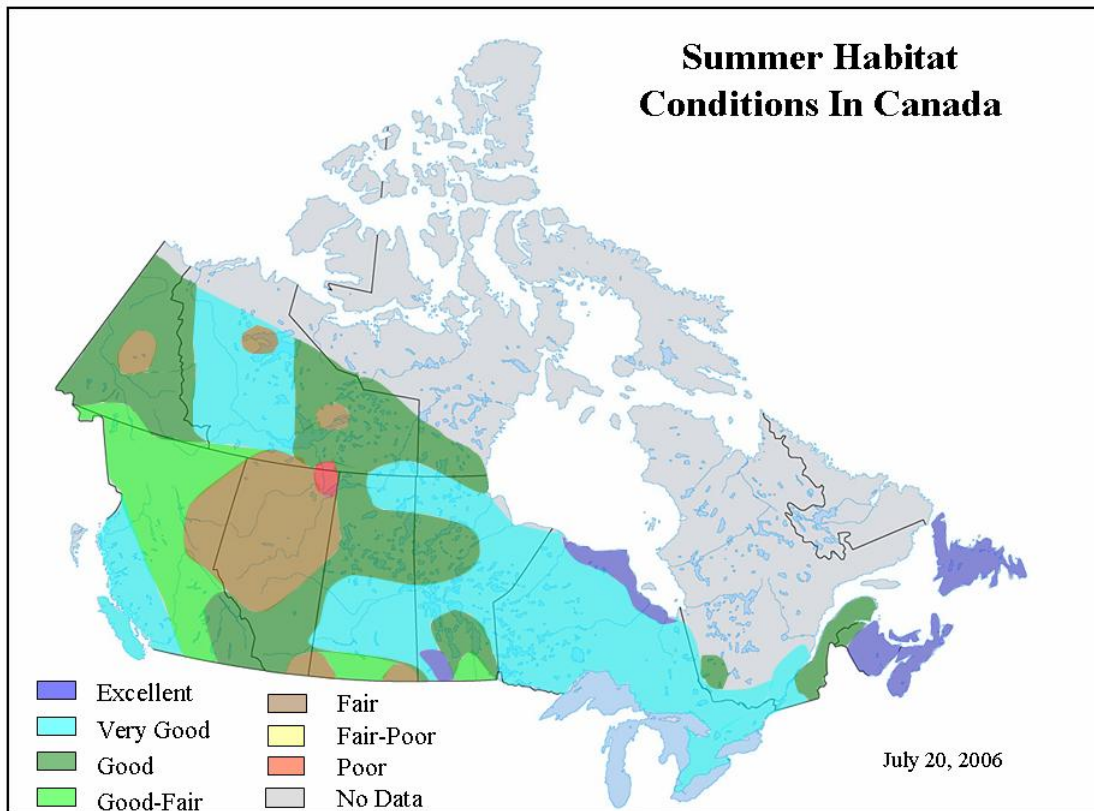 Summer Habitat
Conditions In Canada
Excellent
Very Good
Good
Good-Fair
Fair
Fair-Poor
Poor
No Data
July 20, 2006